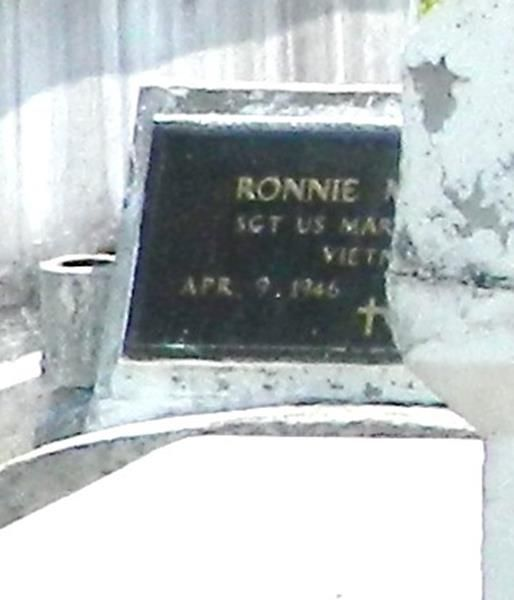 RONNIE
SGT US MAR
VIET
APR. 9, 1946